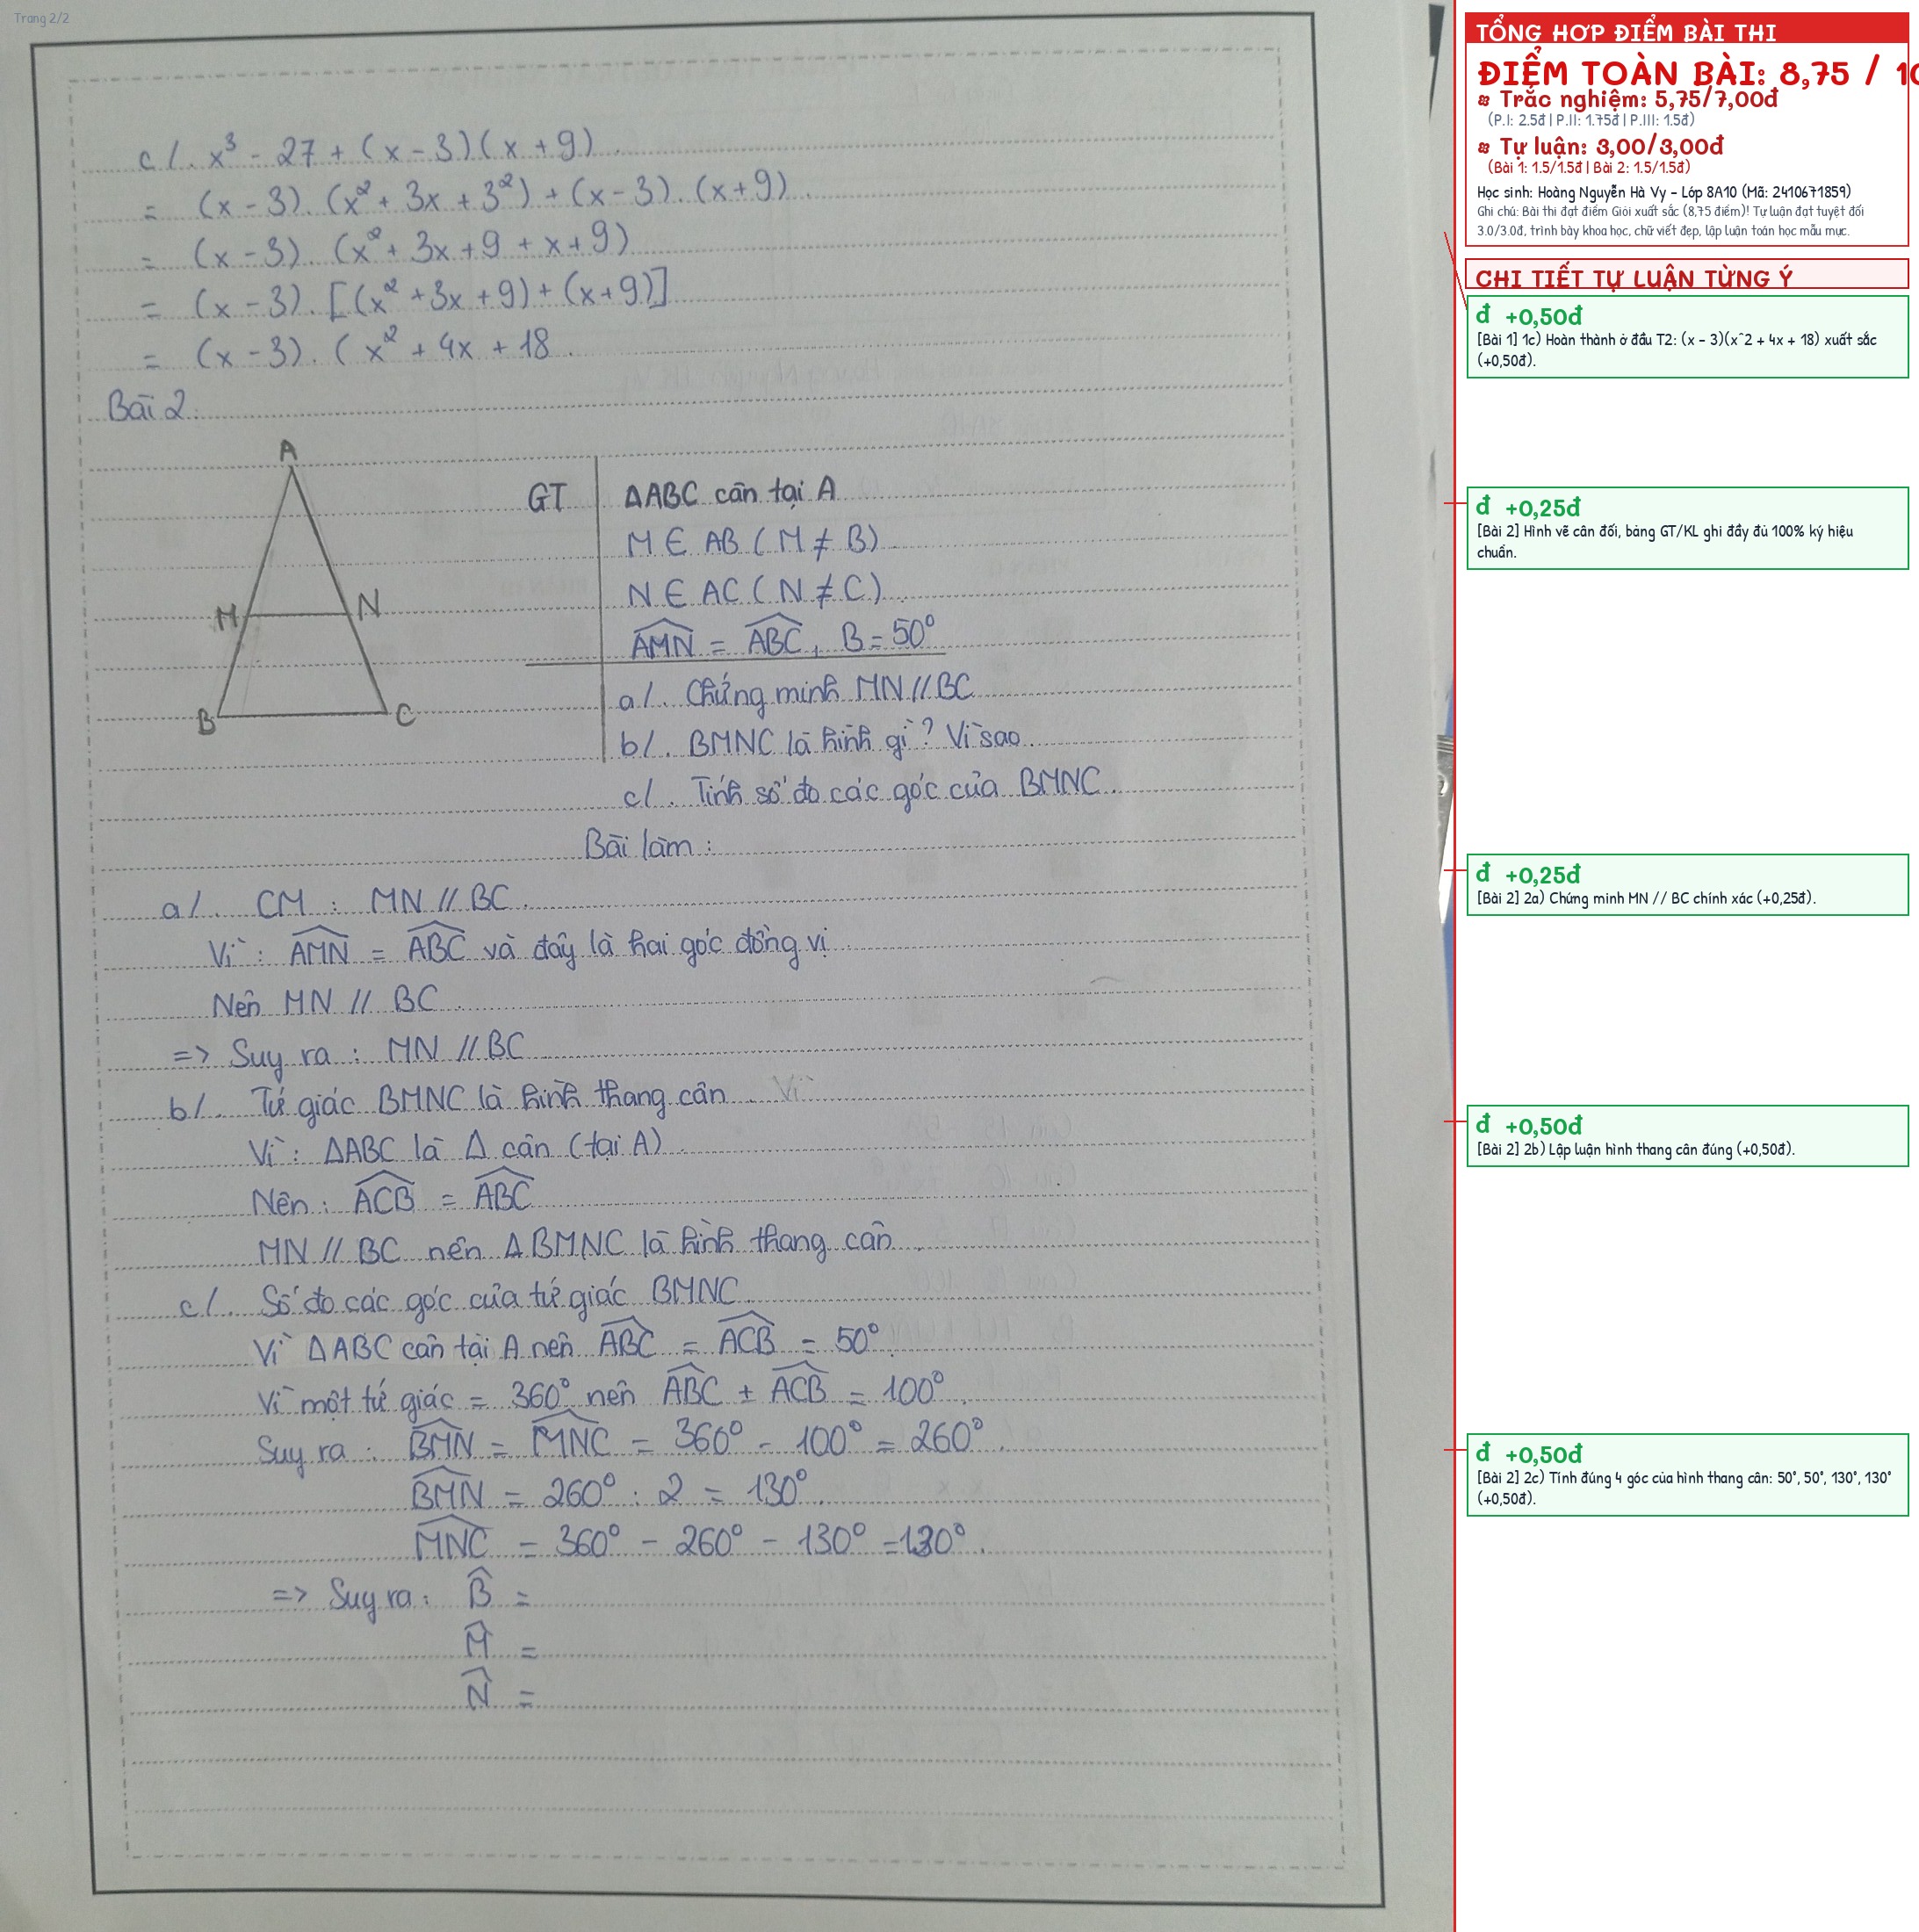 Trang 2/2
c/. x³ - 27 + (x - 3)(x + 9).
= (x - 3). (x² + 3x + 3²) + (x - 3). (x + 9).
= (x - 3). (x² + 3x + 9 + x + 9)
= (x - 3). [(x² + 3x + 9) + (x + 9)]
= (x - 3). (x² + 4x + 18.
Bài 2:
A
M
N
B
C
GT
ΔABC cân tại A
M ∈ AB (M ≠ B)
N ∈ AC (N ≠ C)
AMN = ABC, B = 50°
a/. Chứng minh MN // BC
b/. BMNC là hình gì? Vì sao
c/. Tính số đo các góc của BMNC.
Bài làm:
a/. CM: MN // BC.
Vì: AMN = ABC và đây là hai góc đồng vị
Nên MN // BC.
=> Suy ra: MN // BC
b/. Tứ giác BMNC là hình thang cân
Vì: ΔABC là Δ cân (tại A).
Nên: ACB = ABC
MN // BC nên ΔBMNC là hình thang cân.
c/. Số đo các góc của tứ giác BMNC.
Vì ΔABC cân tại A nên ABC = ACB = 50°.
Vì một tứ giác = 360° nên ABC + ACB = 100°.
Suy ra: BMN = MNC = 360° - 100° = 260°.
BMN = 260° : 2 = 130°.
MNC = 360° - 260° - 130° = 130°.
=> Suy ra: B =
M =
N =
TỔNG HỢP ĐIỂM BÀI THI
ĐIỂM TOÀN BÀI: 8,75 / 10
Trắc nghiệm: 5,75/7,00đ
(P.I: 2.5đ | P.II: 1.75đ | P.III: 1.5đ)
Tự luận: 3,00/3,00đ
(Bài 1: 1.5/1.5đ | Bài 2: 1.5/1.5đ)
Học sinh: Hoàng Nguyễn Hà Vy - Lớp 8A10 (Mã: 2410671859)
Ghi chú: Bài thi đạt điểm Giỏi xuất sắc (8,75 điểm)! Tự luận đạt tuyệt đối
3.0/3.0đ, trình bày khoa học, chữ viết đẹp, lập luận toán học mẫu mực.
CHI TIẾT TỰ LUẬN TỪNG Ý
đ +0,50đ
[Bài 1] 1c) Hoàn thành ở đầu T2: (x - 3)(x^2 + 4x + 18) xuất sắc
(+0,50đ).
đ +0,25đ
[Bài 2] Hình vẽ cân đối, bảng GT/KL ghi đầy đủ 100% ký hiệu
chuẩn.
đ +0,25đ
[Bài 2] 2a) Chứng minh MN // BC chính xác (+0,25đ).
đ +0,50đ
[Bài 2] 2b) Lập luận hình thang cân đúng (+0,50đ).
đ +0,50đ
[Bài 2] 2c) Tính đúng 4 góc của hình thang cân: 50°, 50°, 130°, 130°
(+0,50đ).